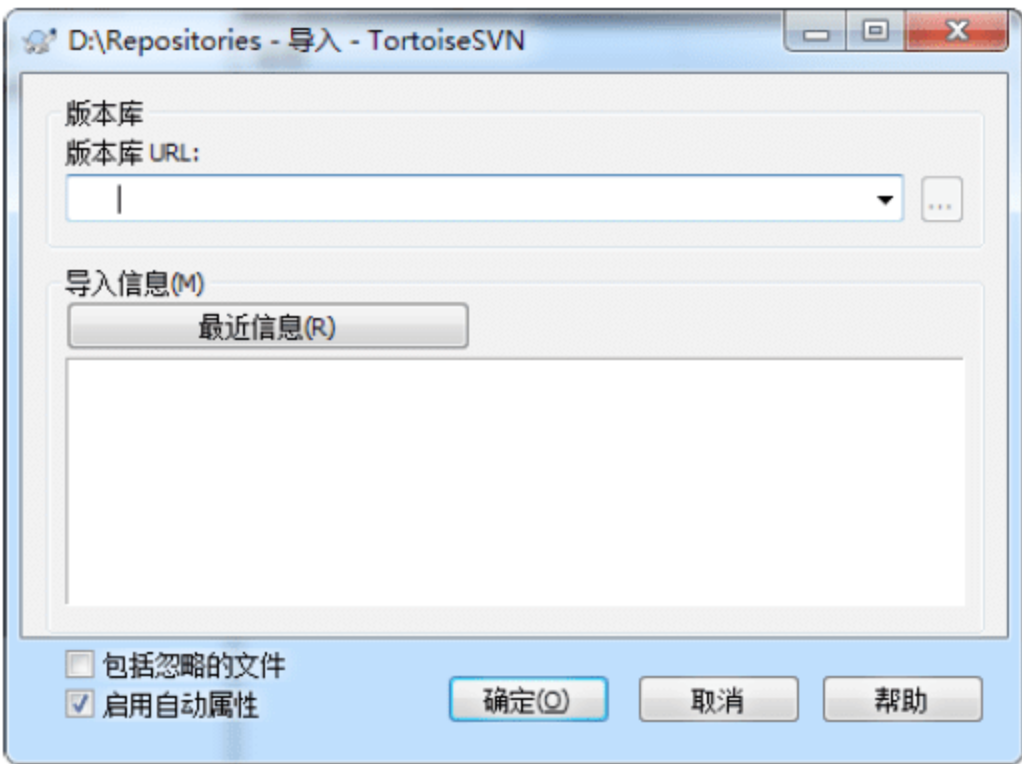 D:\Repositories - 导入 - TortoiseSVN
版本库
版本库 URL:
...
导入信息(M)
最近信息(R)
包括忽略的文件
启用自动属性
确定(O)
取消
帮助